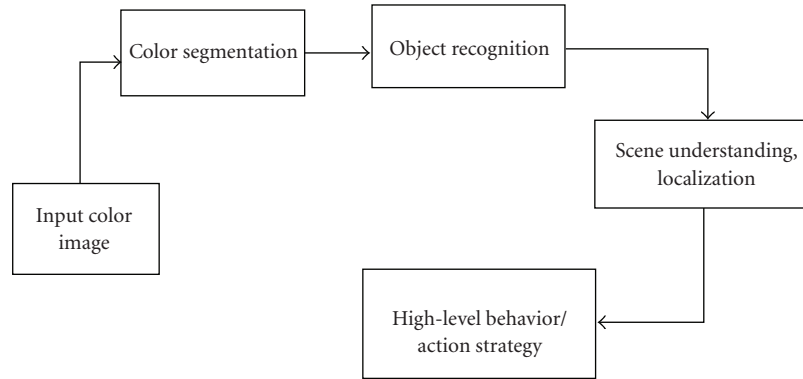 Color segmentation
Object recognition
Scene understanding,
localization
Input color
image
High-level behavior/
action strategy